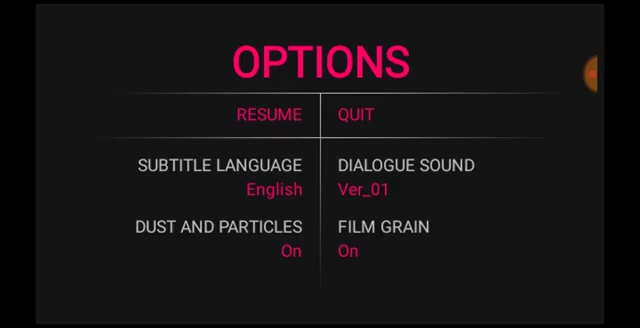 OPTIONS
RESUME QUIT
SUBTITLE LANGUAGE DIALOGUE SOUND
English Ver_01
DUST AND PARTICLES FILM GRAIN
On On